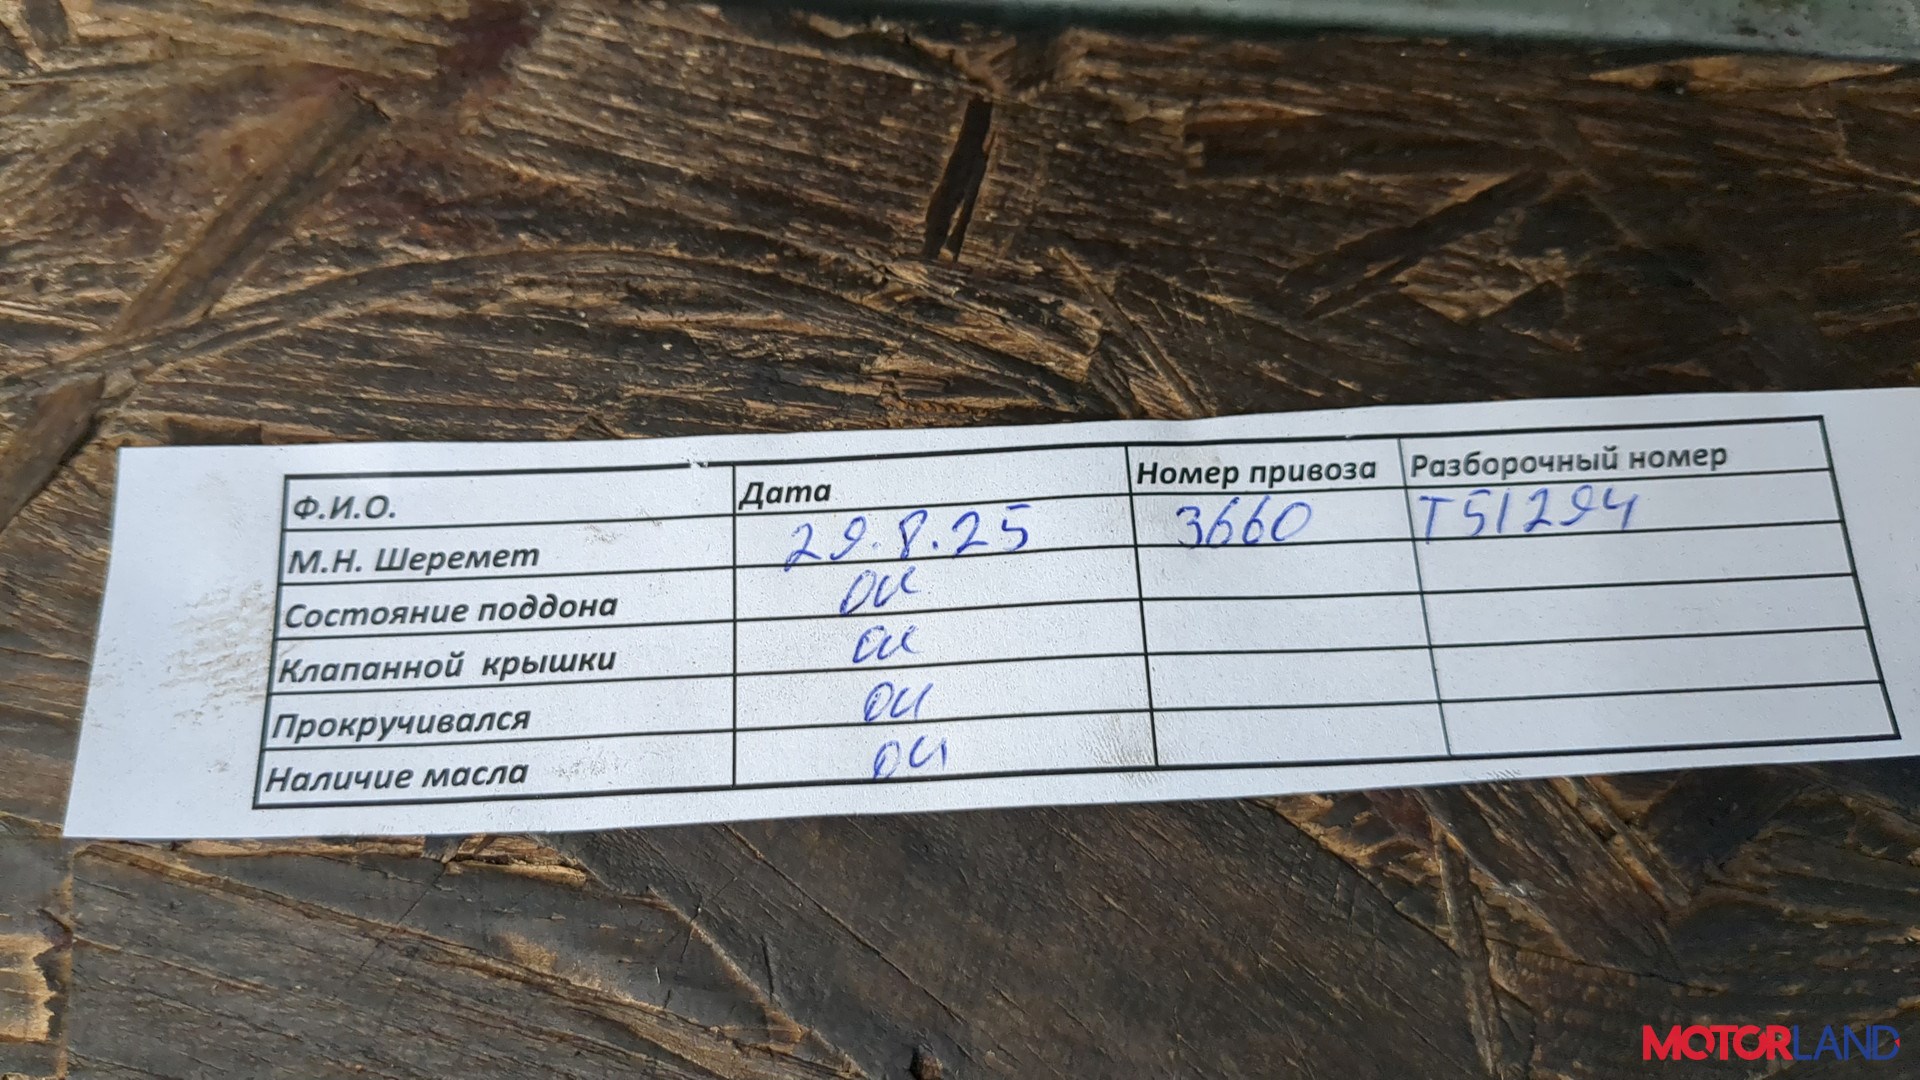 Ф.И.О. Дата Номер привоза Разборочный номер
М.Н. Шеремет 29.8.25 3660 T51294
Состояние поддона ок
Клапанной крышки ок
Прокручивался ок
Наличие масла ок
MOTORLAND